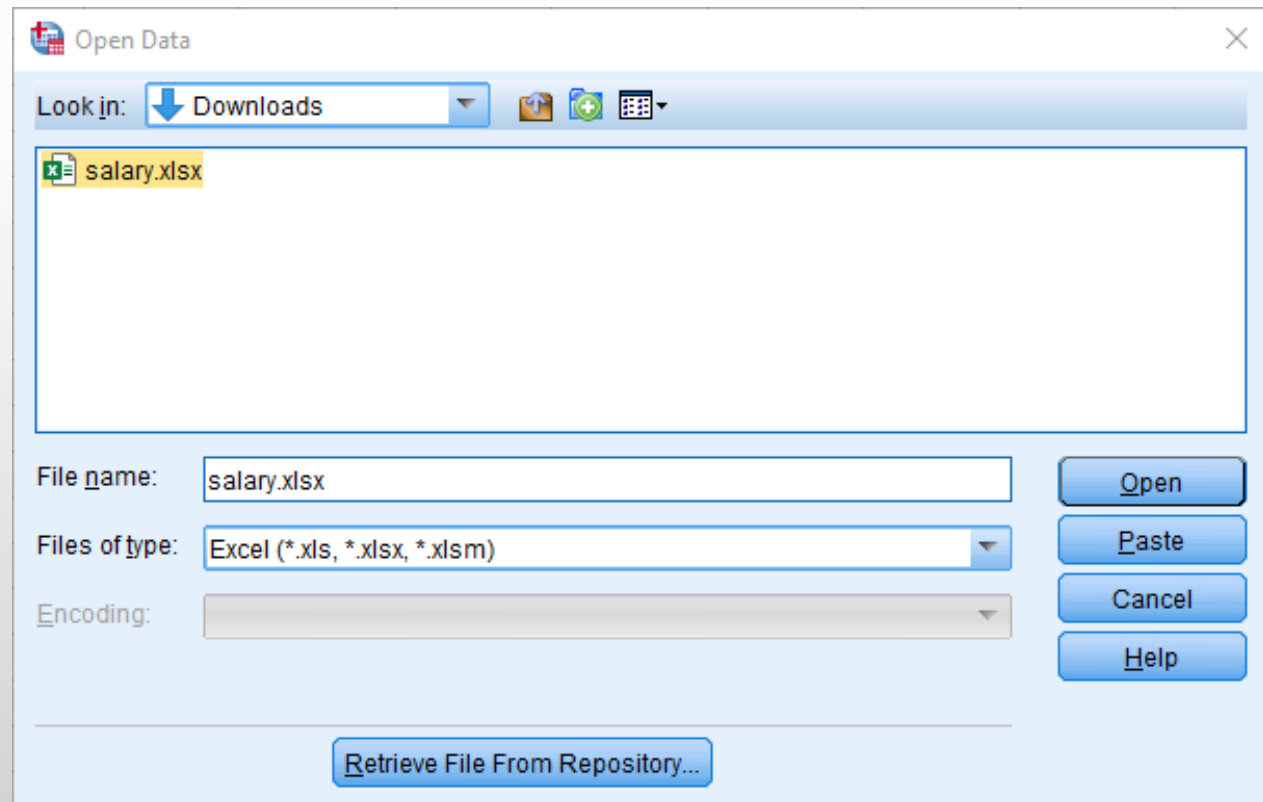 Open Data
Look in: Downloads
salary.xlsx
File name: salary.xlsx
Open
Files of type: Excel (*.xls, *.xlsx, *.xlsm)
Paste
Encoding:
Cancel
Help
Retrieve File From Repository...